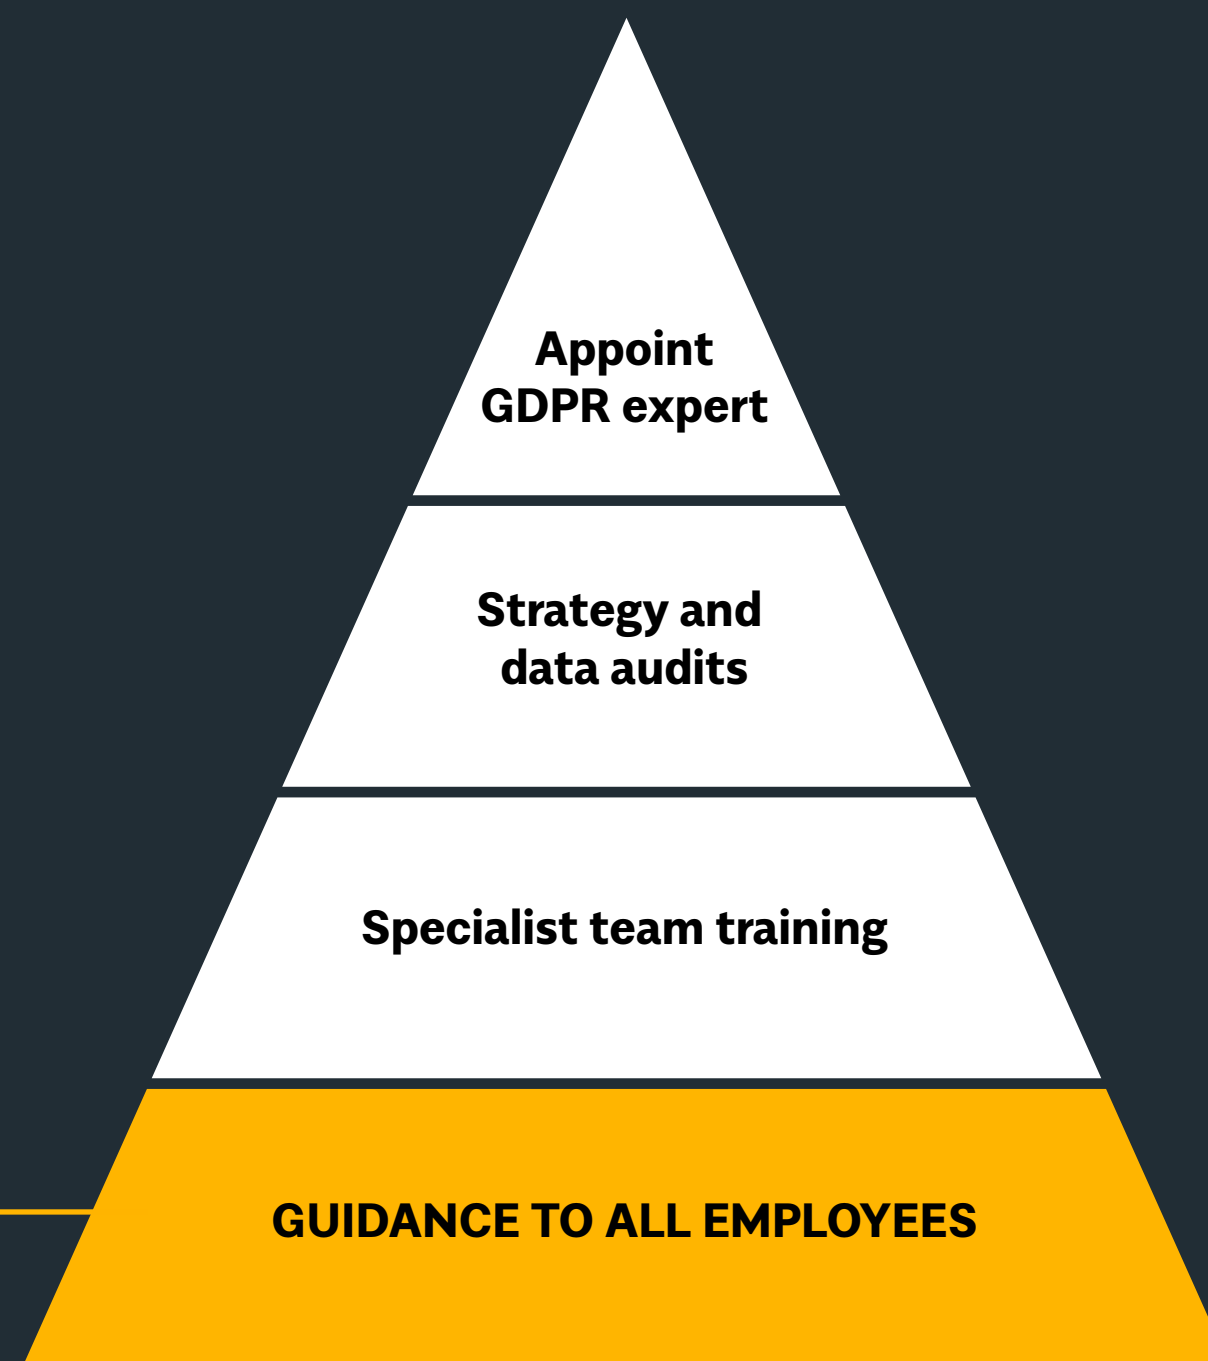 Appoint
GDPR expert
Strategy and
data audits
Specialist team training
GUIDANCE TO ALL EMPLOYEES